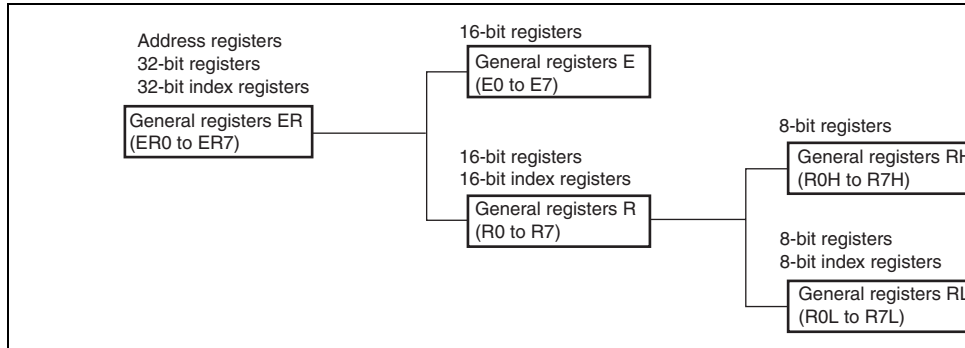 Address registers
32-bit registers
32-bit index registers
General registers ER
(ER0 to ER7)
16-bit registers
General registers E
(E0 to E7)
16-bit registers
16-bit index registers
General registers R
(R0 to R7)
8-bit registers
General registers RH
(R0H to R7H)
8-bit registers
8-bit index registers
General registers RL
(R0L to R7L)